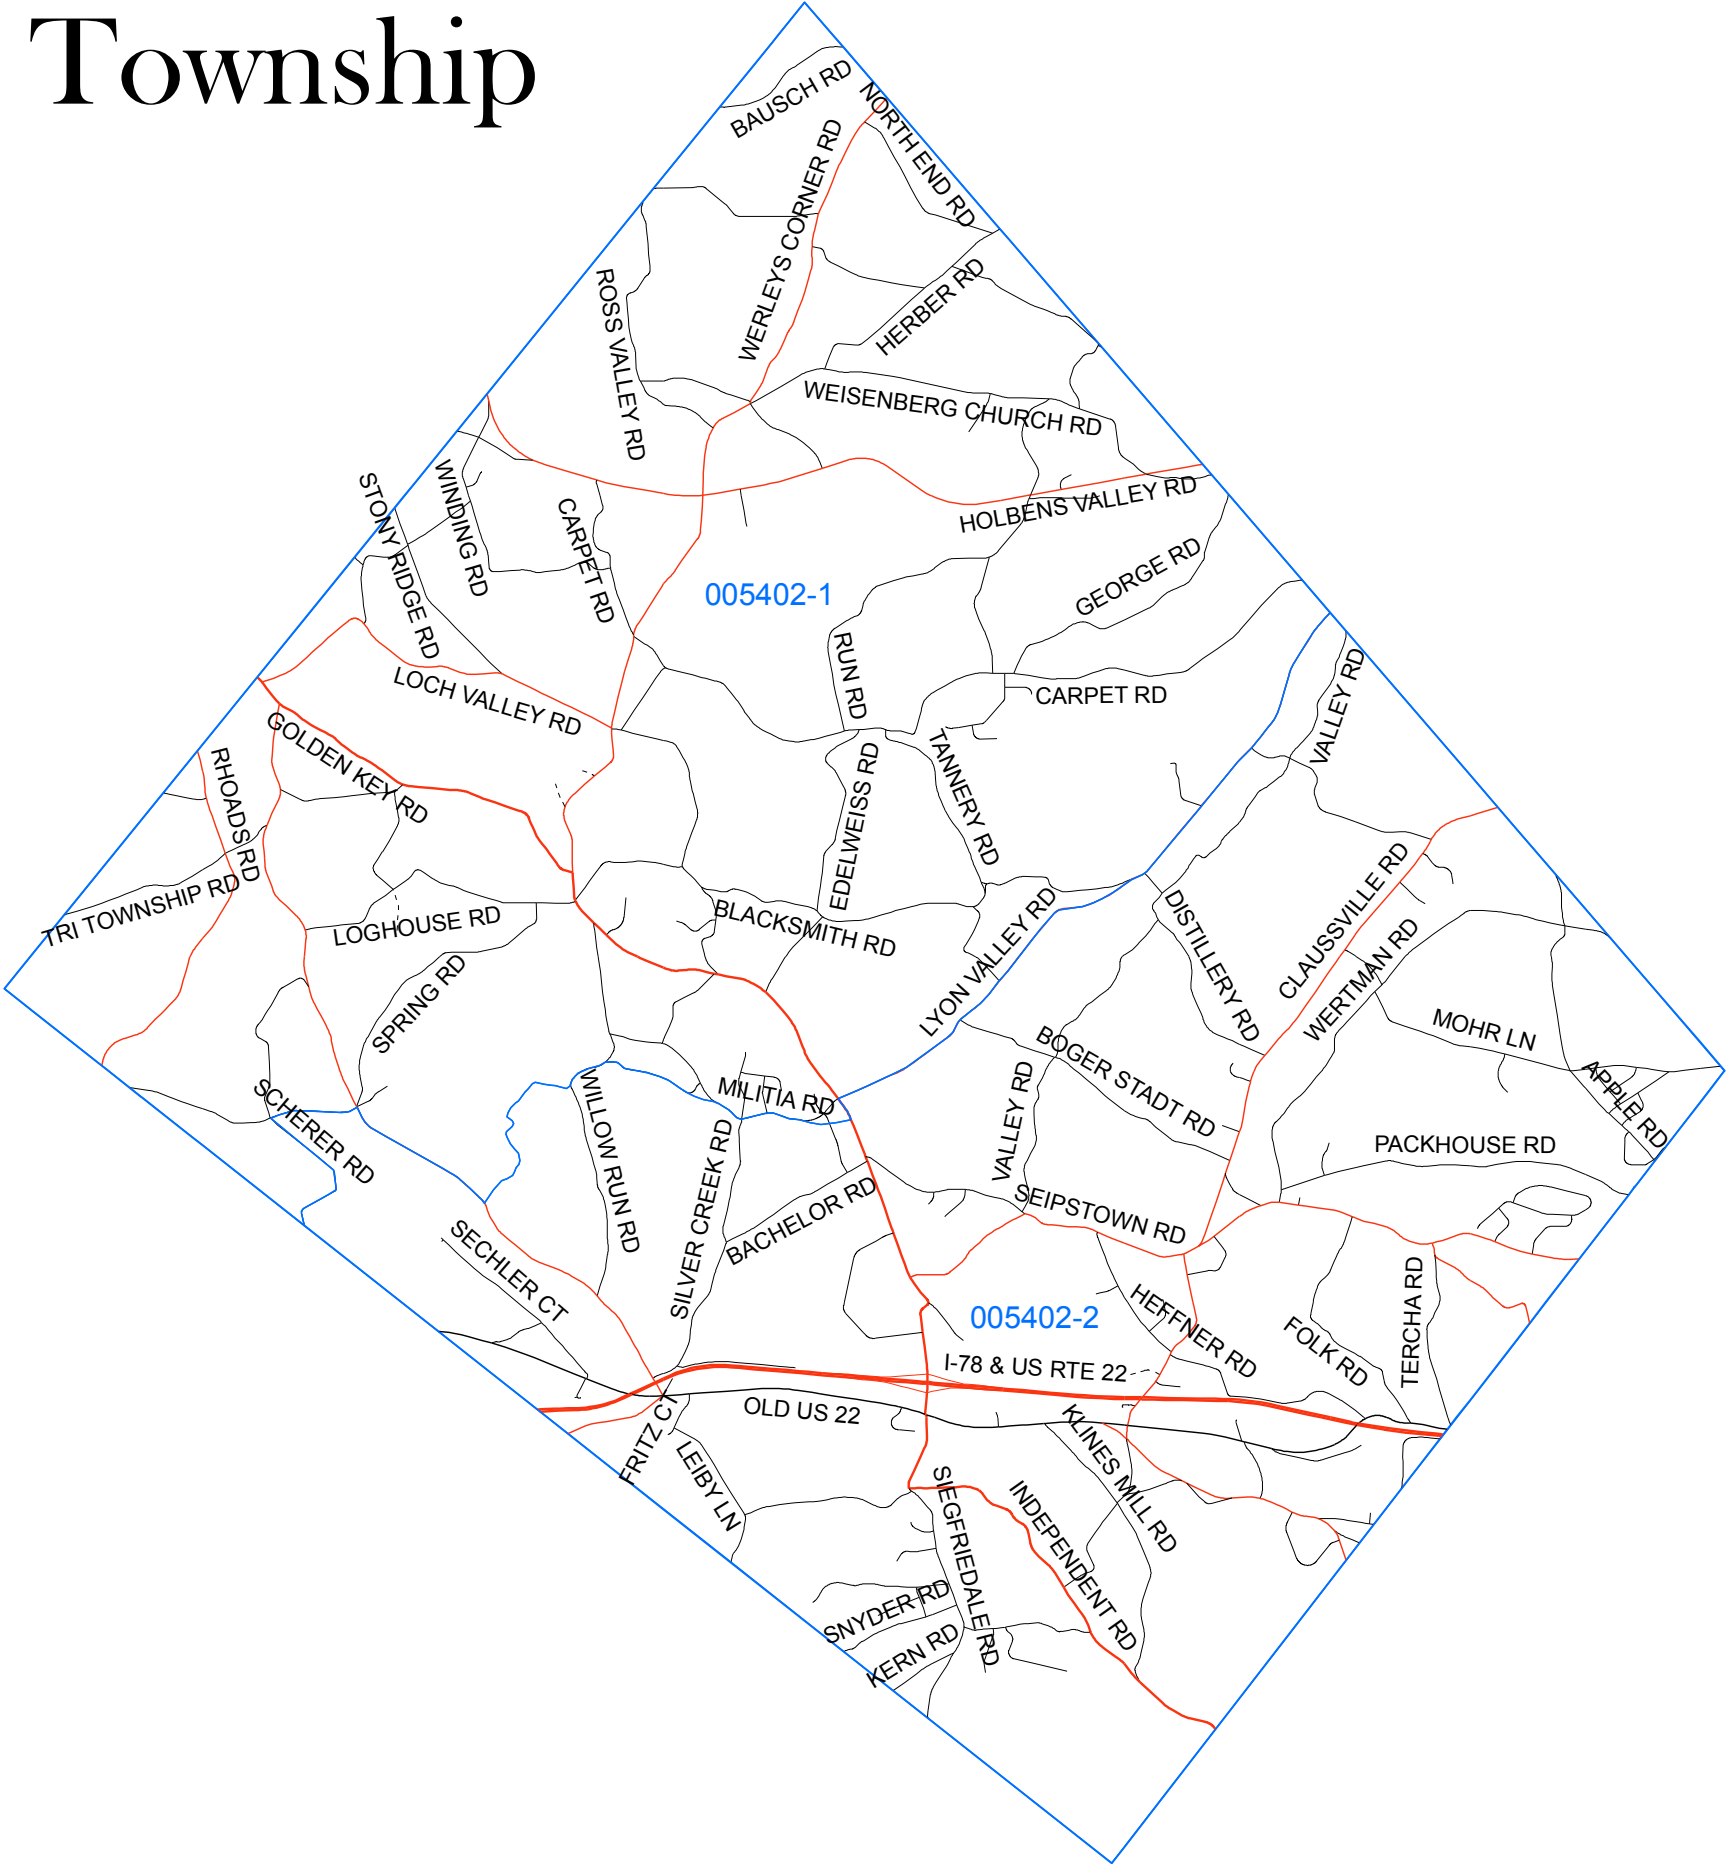 Township
BAUSCH RD
NORTH END RD
WERLEYS CORNER RD
HERBER RD
ROSS VALLEY RD
WEISENBERG CHURCH RD
STONY RIDGE RD
WINDING RD
CARPET RD
HOLBENS VALLEY RD
GEORGE RD
005402-1
RUN RD
LOCH VALLEY RD
CARPET RD
VALLEY RD
GOLDEN KEY RD
RHOADS RD
EDELWEISS RD
TANNERY RD
TRI TOWNSHIP RD
LOGHOUSE RD
BLACKSMITH RD
LYON VALLEY RD
DISTILLERY RD
CLAUSSVILLE RD
WERTMAN RD
SPRING RD
MOHR LN
BOGER STADT RD
APPLE RD
SCHERER RD
WILLOW RUN RD
MILITIA RD
VALLEY RD
PACKHOUSE RD
SILVER CREEK RD
BACHELOR RD
SEIPSTOWN RD
SECHLER CT
HEFFNER RD
005402-2
FOLK RD
TERCHA RD
I-78 & US RTE 22
OLD US 22
FRITZ CT
LEIBY LN
KLINES MILL RD
SIEGFRIEDALE RD
INDEPENDENT RD
SNYDER RD
KERN RD